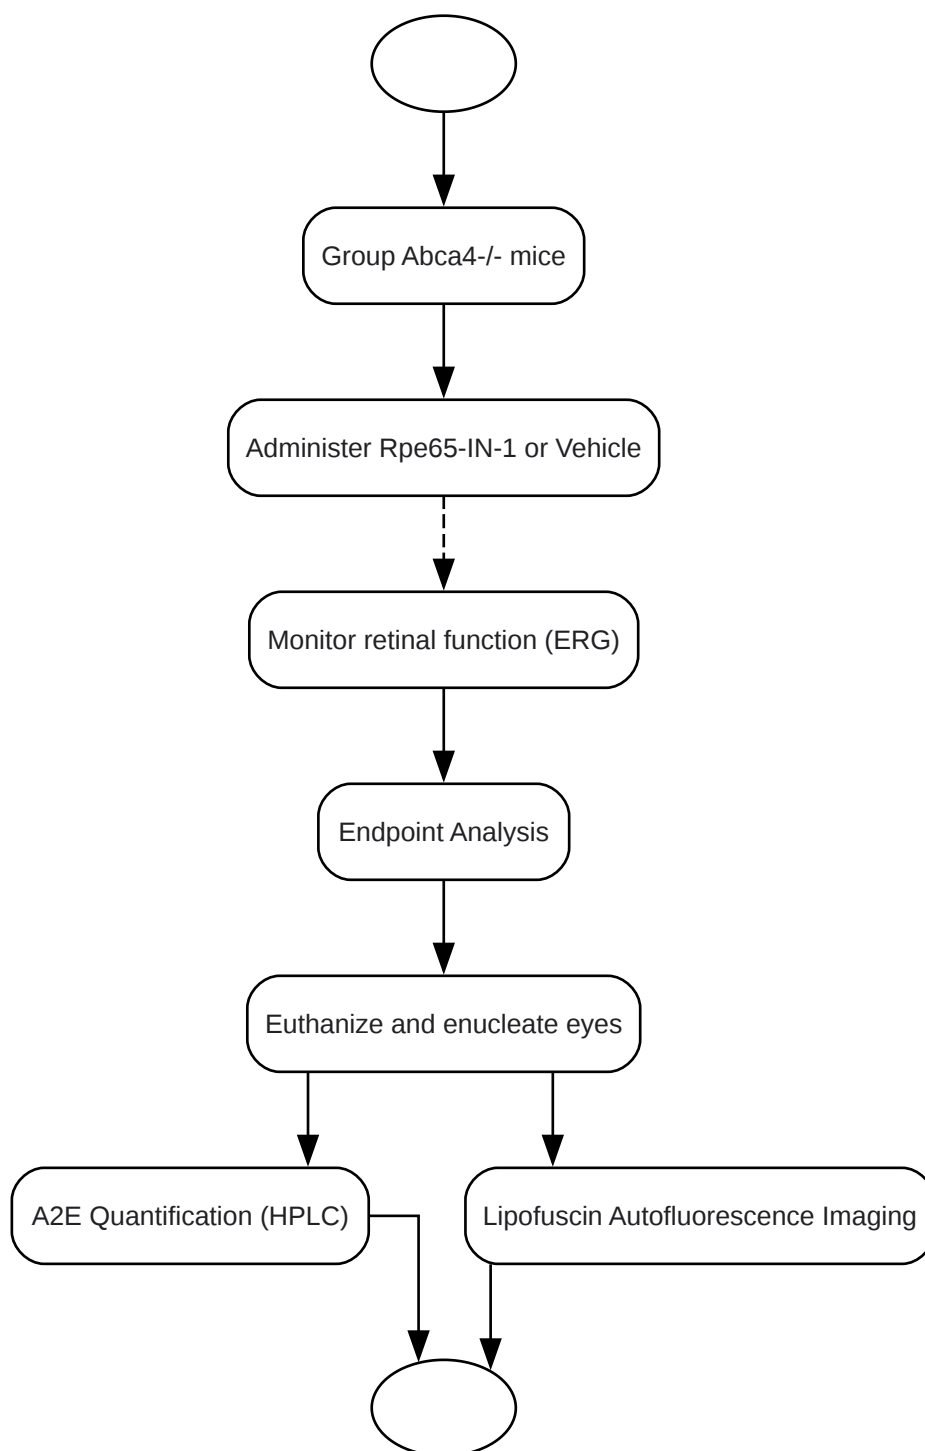 Group Abca4-/- mice
Administer Rpe65-IN-1 or Vehicle
Monitor retinal function (ERG)
Endpoint Analysis
Euthanize and enucleate eyes
A2E Quantification (HPLC)
Lipofuscin Autofluorescence Imaging